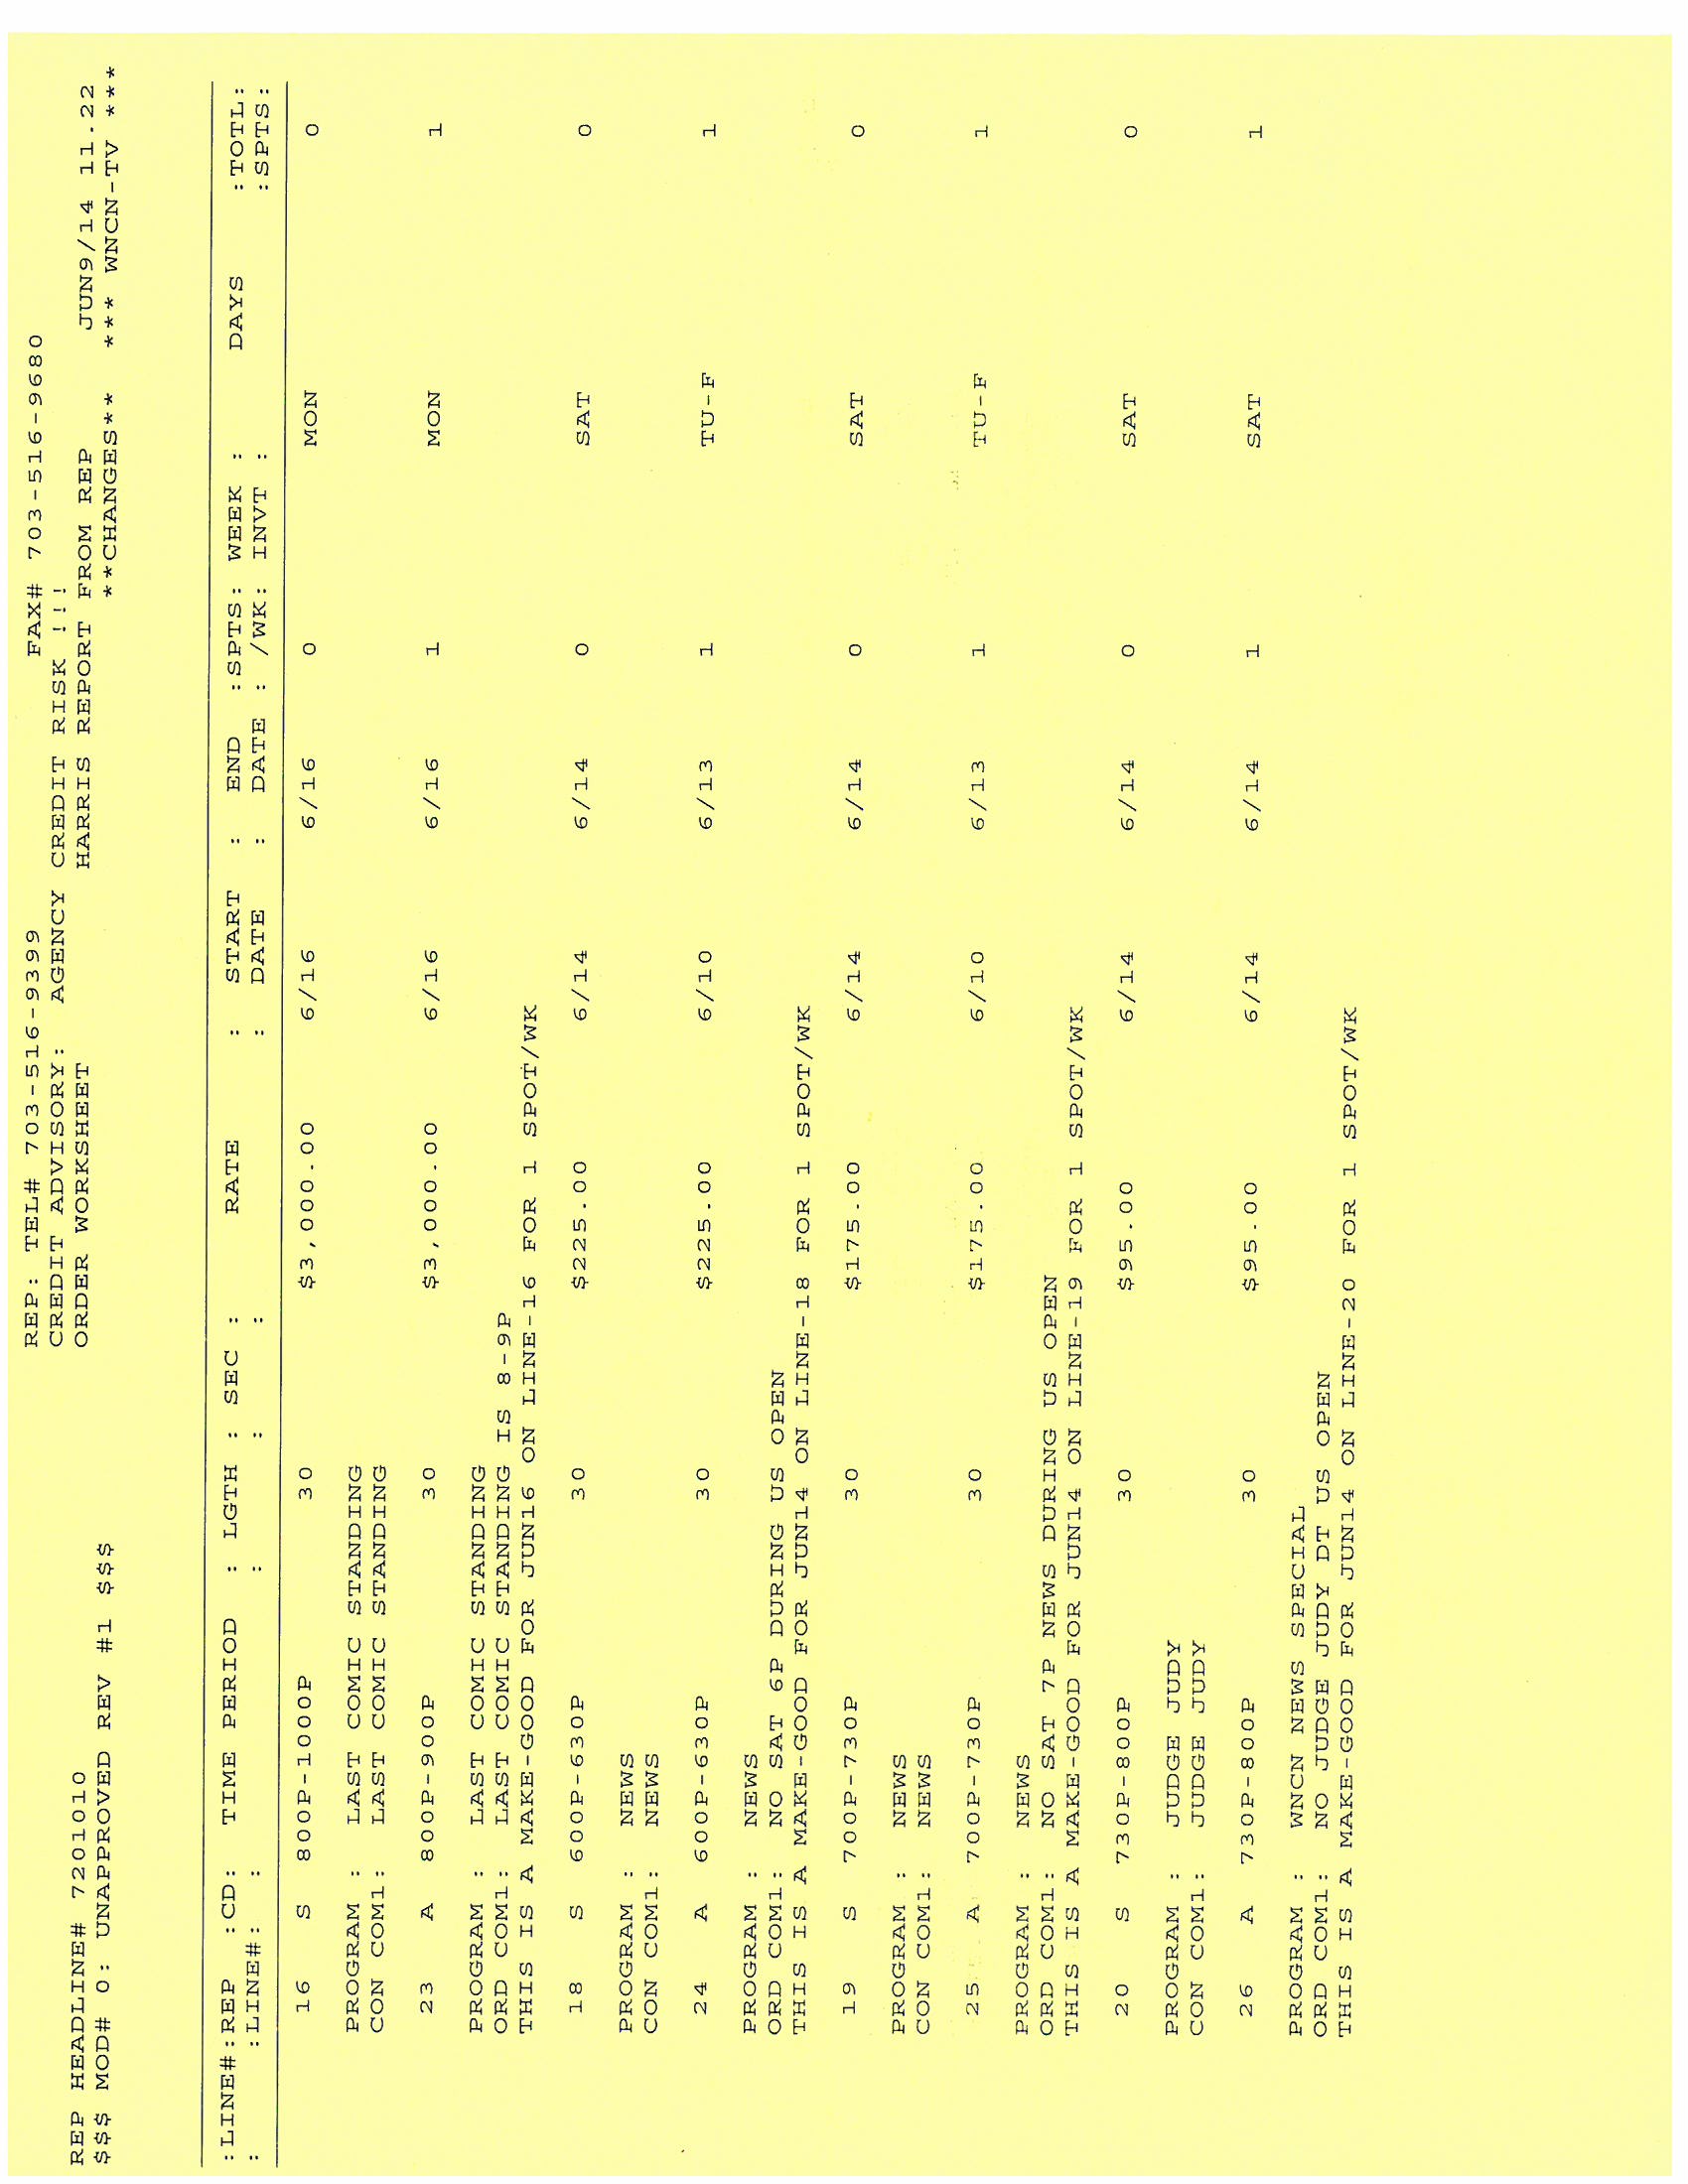 REP: TEL# 703-516-9399 FAX# 703-516-9680
CREDIT ADVISORY: AGENCY CREDIT RISK !!!
REP HEADLINE# 7201010 ORDER WORKSHEET HARRIS REPORT FROM REP JUN9/14 11.22
$$$ MOD# 0: UNAPPROVED REV #1 $$$ **CHANGES** *** WNCN-TV ***
:LINE#:REP :CD: TIME PERIOD : LGTH : SEC : RATE : START : END :SPTS: WEEK : DAYS :TOTL:
: :LINE#: : : : : : DATE : DATE : /WK: INVT : :SPTS:
16 S 800P-1000P 30 $3,000.00 6/16 6/16 0 MON 0
PROGRAM : LAST COMIC STANDING
CON COM1: LAST COMIC STANDING
23 A 800P-900P 30 $3,000.00 6/16 6/16 1 MON 1
PROGRAM : LAST COMIC STANDING
ORD COM1: LAST COMIC STANDING IS 8-9P
THIS IS A MAKE-GOOD FOR JUN16 ON LINE-16 FOR 1 SPOT/WK
18 S 600P-630P 30 $225.00 6/14 6/14 0 SAT 0
PROGRAM : NEWS
CON COM1: NEWS
24 A 600P-630P 30 $225.00 6/10 6/13 1 TU-F 1
PROGRAM : NEWS
ORD COM1: NO SAT 6P DURING US OPEN
THIS IS A MAKE-GOOD FOR JUN14 ON LINE-18 FOR 1 SPOT/WK
19 S 700P-730P 30 $175.00 6/14 6/14 0 SAT 0
PROGRAM : NEWS
CON COM1: NEWS
25 A 700P-730P 30 $175.00 6/10 6/13 1 TU-F 1
PROGRAM : NEWS
ORD COM1: NO SAT 7P NEWS DURING US OPEN
THIS IS A MAKE-GOOD FOR JUN14 ON LINE-19 FOR 1 SPOT/WK
20 S 730P-800P 30 $95.00 6/14 6/14 0 SAT 0
PROGRAM : JUDGE JUDY
CON COM1: JUDGE JUDY
26 A 730P-800P 30 $95.00 6/14 6/14 1 SAT 1
PROGRAM : WNCN NEWS SPECIAL
ORD COM1: NO JUDGE JUDY DT US OPEN
THIS IS A MAKE-GOOD FOR JUN14 ON LINE-20 FOR 1 SPOT/WK